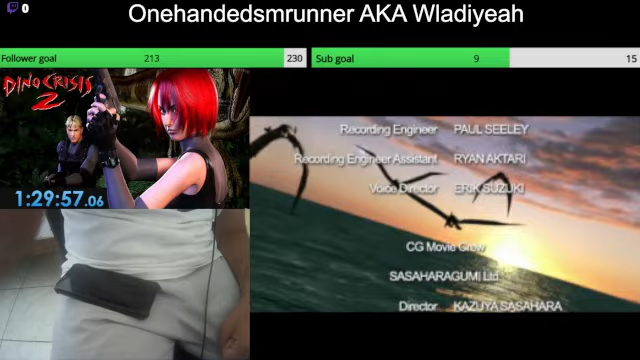 0
Onehandedsmrunner AKA Wladiyeah
Follower goal 213 230
Sub goal 9 15
DINO CRISIS
2
1:29:57.06
Recording Engineer PAUL SEELEY
Recording Engineer Assistant RYAN AKTARI
Voice Director ERIK SUZUKI
CG Movie Crew
SASAHARAGUMI Ltd.
Director KAZUYA SASAHARA